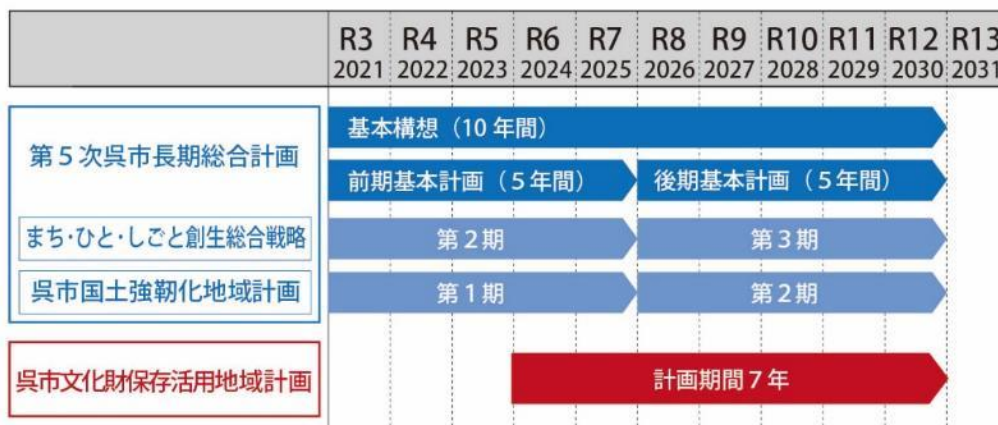 R3 R4 R5 R6 R7 R8 R9 R10 R11 R12 R13
2021 2022 2023 2024 2025 2026 2027 2028 2029 2030 2031
第5次呉市長期総合計画
基本構想（10年間）
前期基本計画（5年間）
後期基本計画（5年間）
まち・ひと・しごと創生総合戦略
第2期
第3期
呉市国土強靭化地域計画
第1期
第2期
呉市文化財保存活用地域計画
計画期間7年